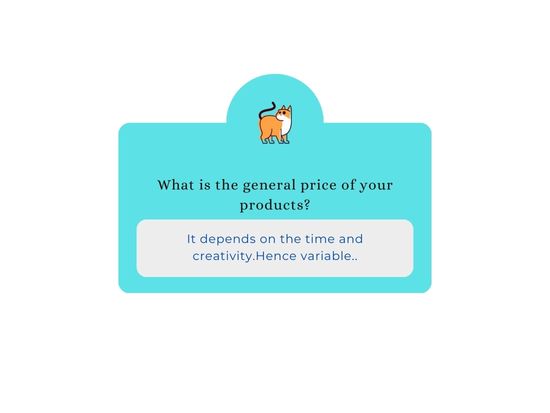 What is the general price of your
products?
It depends on the time and
creativity.Hence variable..